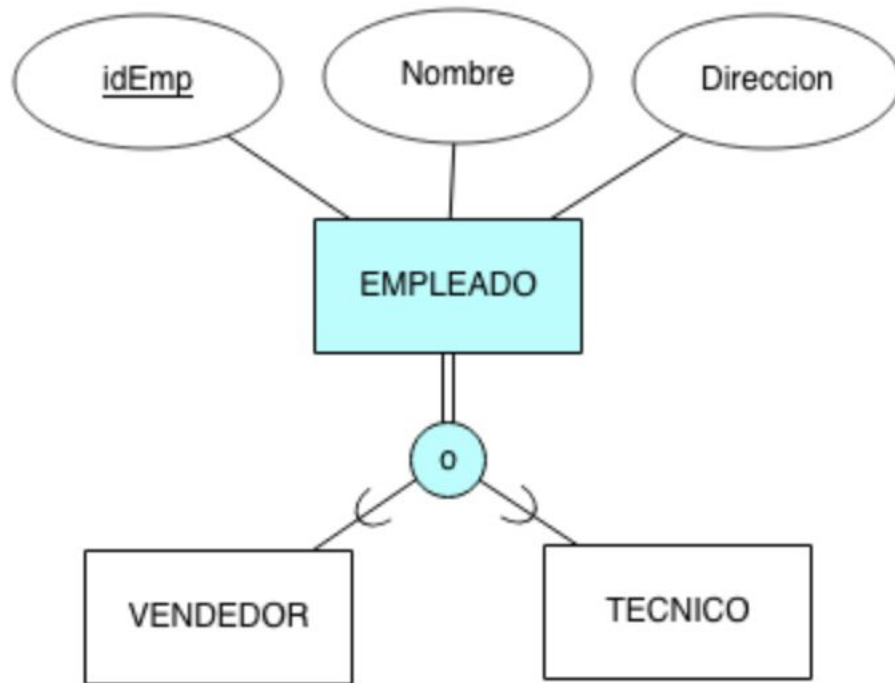 idEmp
Nombre
Direccion
EMPLEADO
o
VENDEDOR
TECNICO